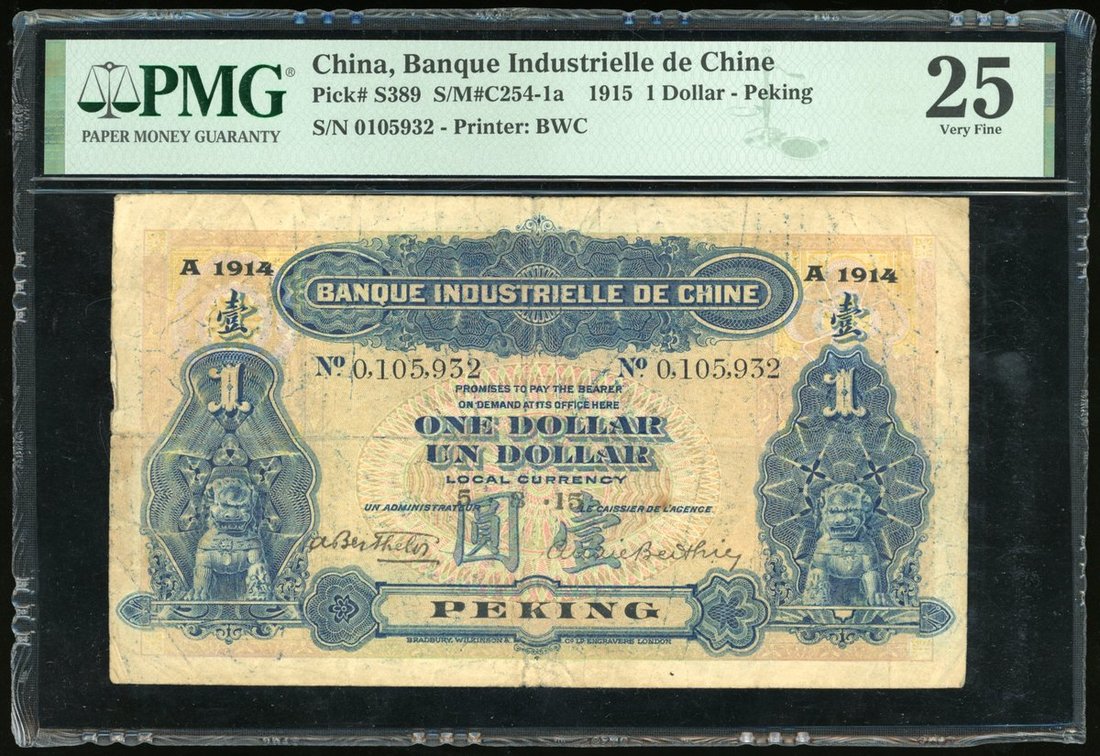 PMG®
PAPER MONEY GUARANTY
China, Banque Industrielle de Chine
Pick# S389 S/M#C254-1a 1915 1 Dollar - Peking
S/N 0105932 - Printer: BWC
25
Very Fine
A 1914
A 1914
BANQUE INDUSTRIELLE DE CHINE
壹
壹
Nº 0,105,932
Nº 0,105,932
1
1
PROMISES TO PAY THE BEARER
ON DEMAND AT ITS OFFICE HERE
ONE DOLLAR
UN DOLLAR
LOCAL CURRENCY
UN ADMINISTRATEUR
LE CAISSIER DE L'AGENCE
圓 壹
PEKING
BRADBURY, WILKINSON & Co LD ENGRAVERS LONDON